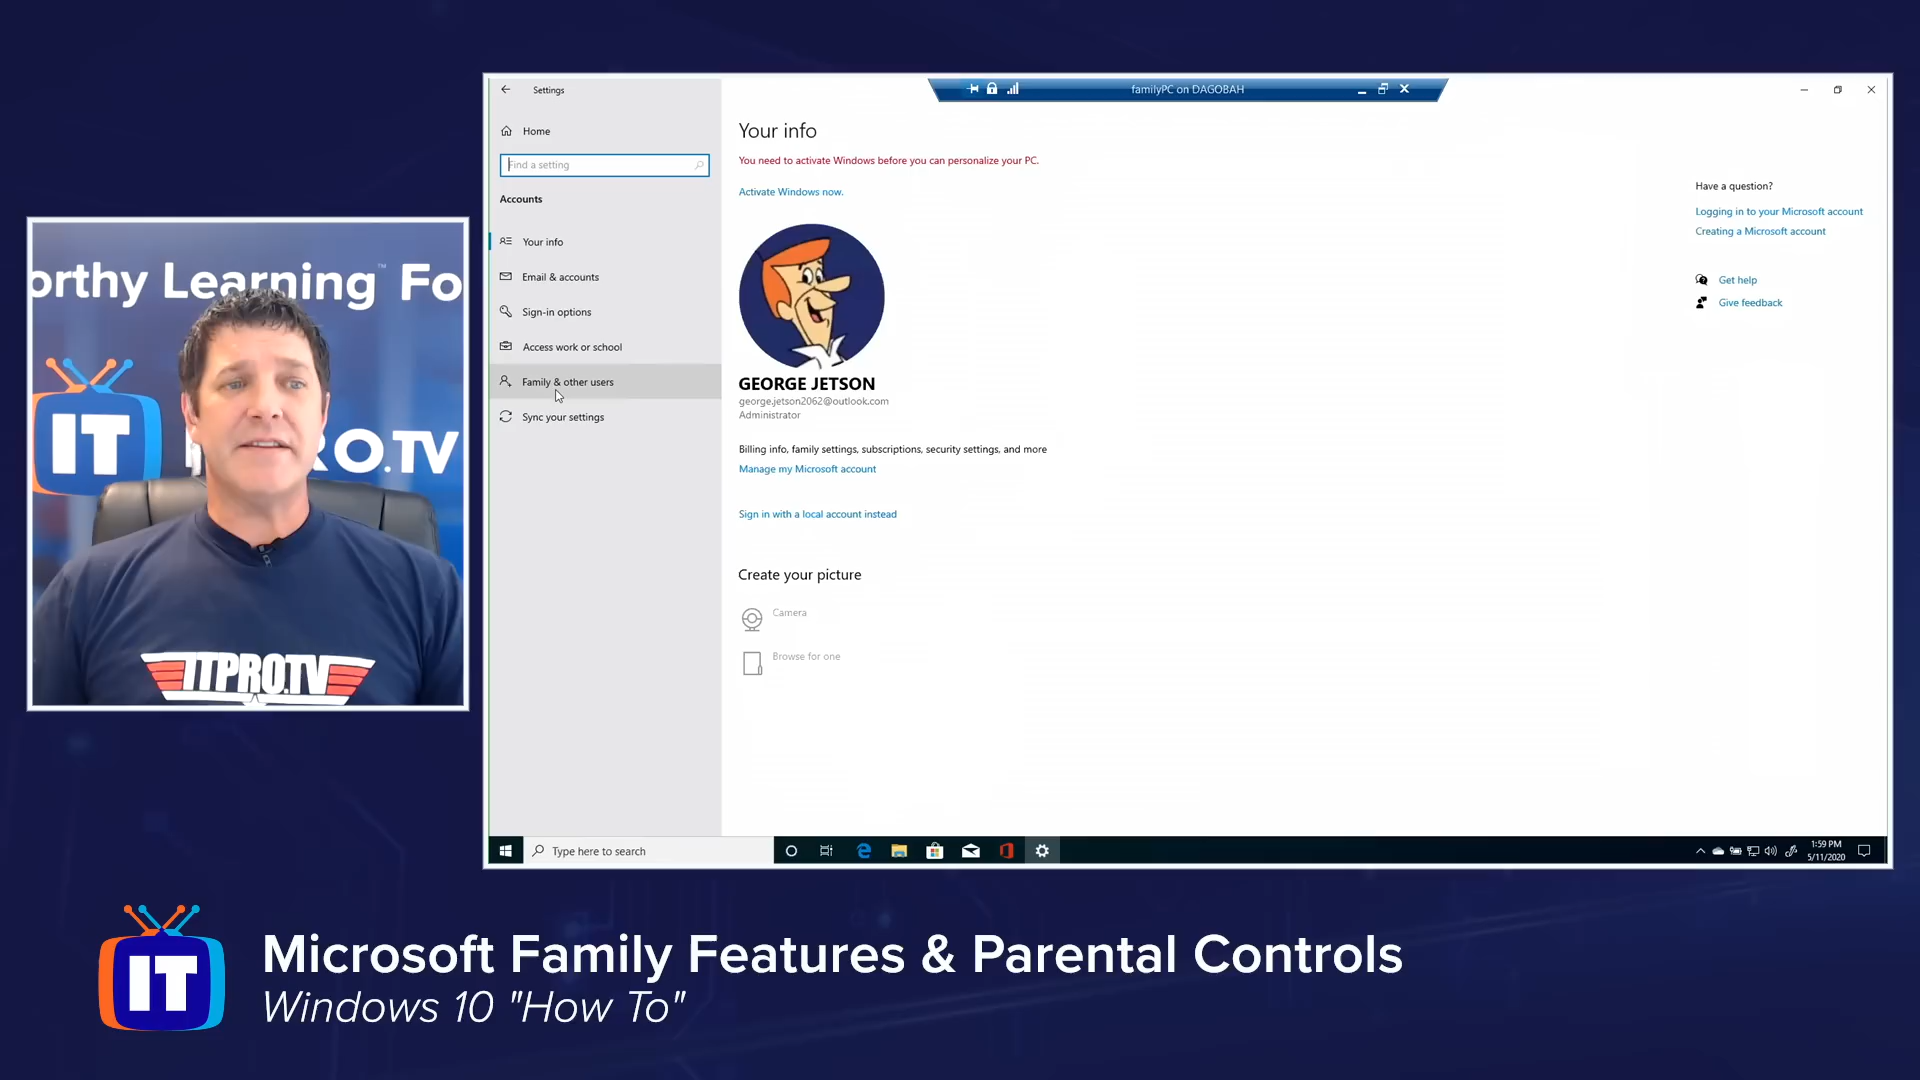 Settings
familyPC on DAGOBAH
Home
Find a setting
Accounts
Your info
Email & accounts
Sign-in options
Access work or school
Family & other users
Sync your settings
Your info
You need to activate Windows before you can personalize your PC.
Activate Windows now.
GEORGE JETSON
george.jetson2062@outlook.com
Administrator
Billing info, family settings, subscriptions, security settings, and more
Manage my Microsoft account
Sign in with a local account instead
Create your picture
Camera
Browse for one
Have a question?
Logging in to your Microsoft account
Creating a Microsoft account
Get help
Give feedback
Type here to search
1:59 PM
5/11/2020
orthy Learning™ Fo
IT
RO.TV
ITPRO.TV
IT
Microsoft Family Features & Parental Controls
Windows 10 "How To"